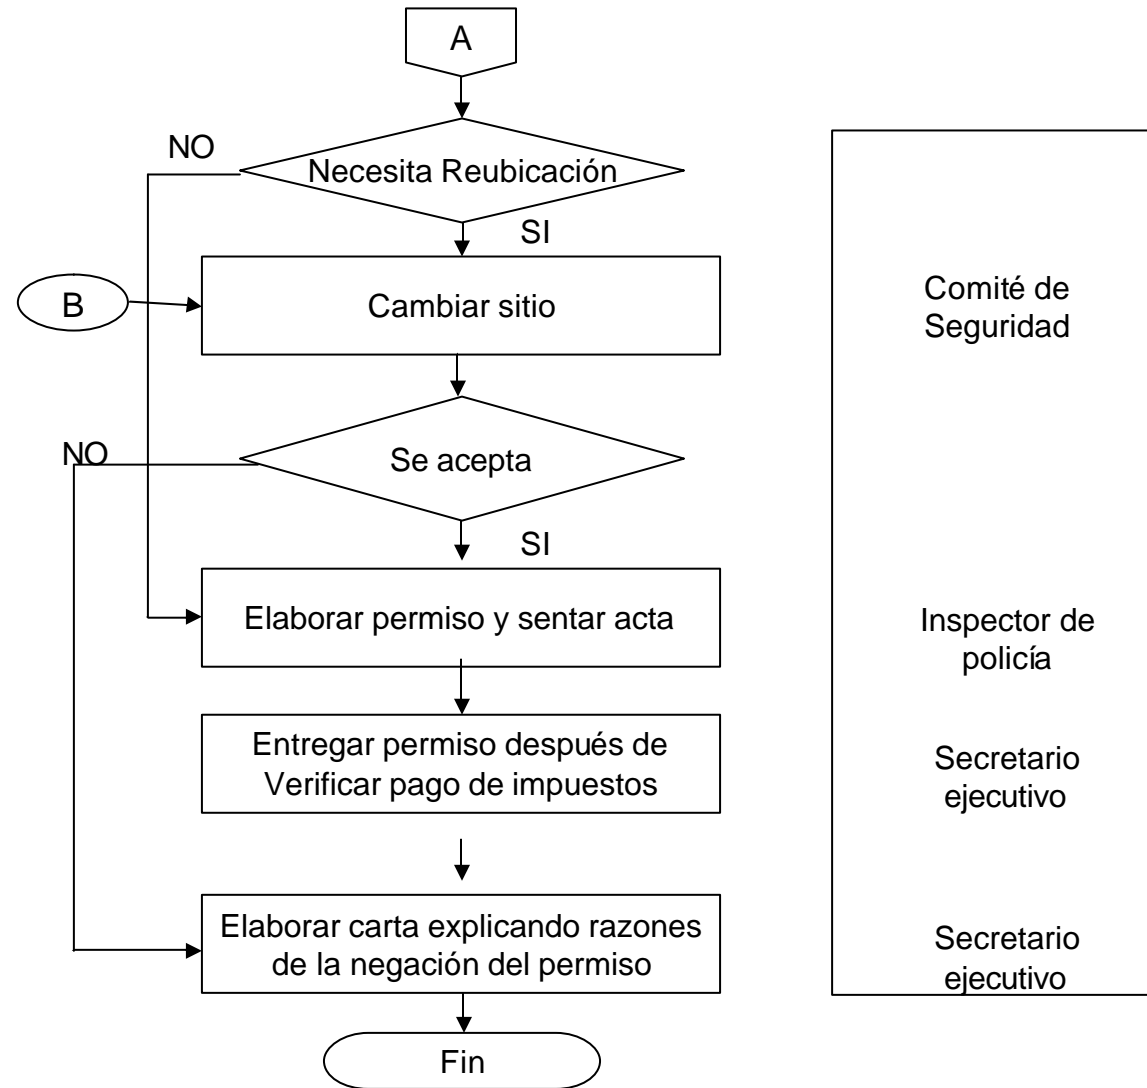 A
NO
Necesita Reubicación
SI
B
Cambiar sitio
Comité de
Seguridad
NO
Se acepta
SI
Elaborar permiso y sentar acta
Inspector de
policía
Entregar permiso después de
Verificar pago de impuestos
Secretario
ejecutivo
Elaborar carta explicando razones
de la negación del permiso
Secretario
ejecutivo
Fin